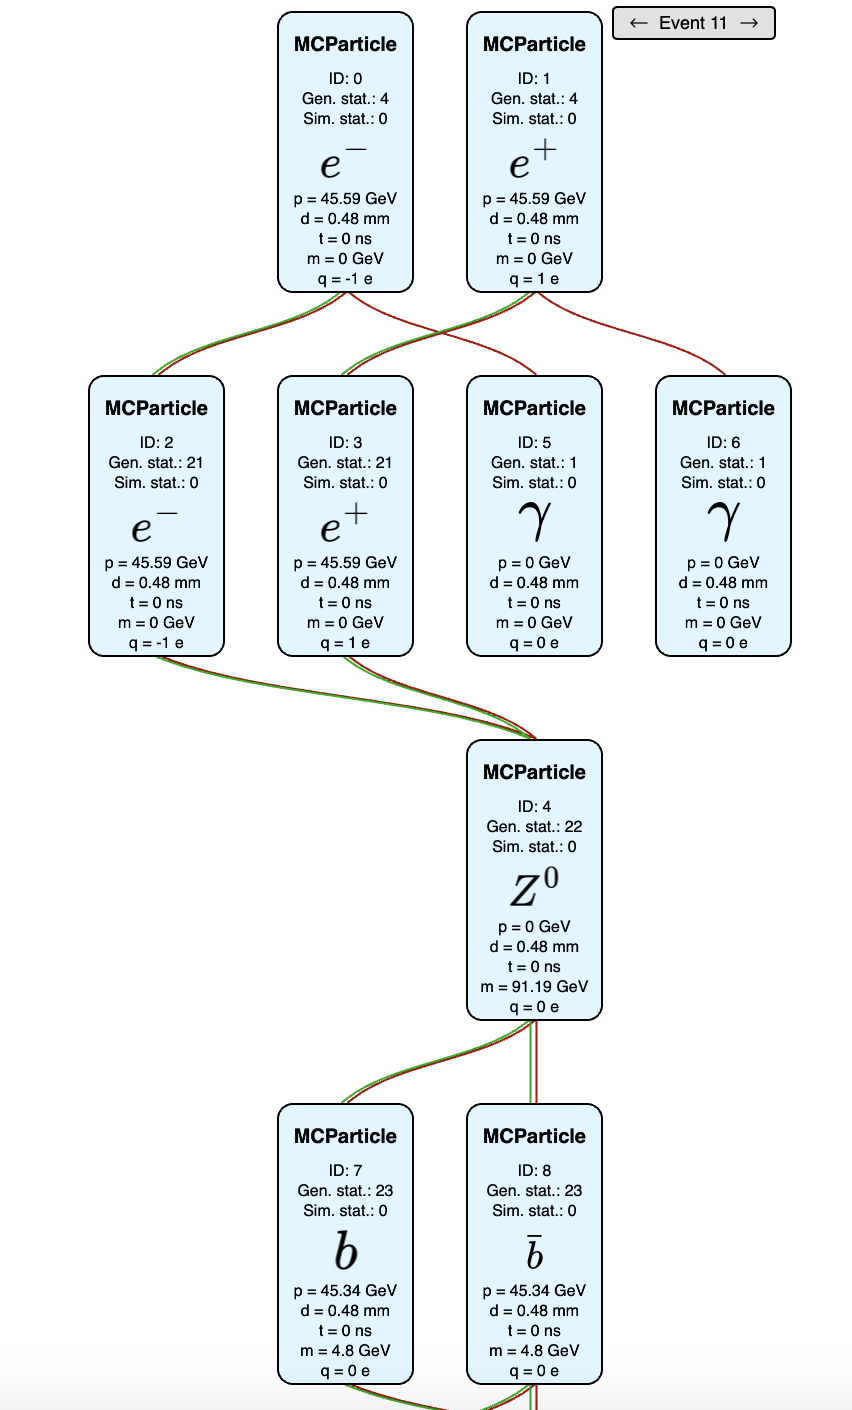 ← Event 11 →
MCParticle
ID: 0
Gen. stat.: 4
Sim. stat.: 0
e⁻
p = 45.59 GeV
d = 0.48 mm
t = 0 ns
m = 0 GeV
q = -1 e
MCParticle
ID: 1
Gen. stat.: 4
Sim. stat.: 0
e⁺
p = 45.59 GeV
d = 0.48 mm
t = 0 ns
m = 0 GeV
q = 1 e
MCParticle
ID: 2
Gen. stat.: 21
Sim. stat.: 0
e⁻
p = 45.59 GeV
d = 0.48 mm
t = 0 ns
m = 0 GeV
q = -1 e
MCParticle
ID: 3
Gen. stat.: 21
Sim. stat.: 0
e⁺
p = 45.59 GeV
d = 0.48 mm
t = 0 ns
m = 0 GeV
q = 1 e
MCParticle
ID: 5
Gen. stat.: 1
Sim. stat.: 0
γ
p = 0 GeV
d = 0.48 mm
t = 0 ns
m = 0 GeV
q = 0 e
MCParticle
ID: 6
Gen. stat.: 1
Sim. stat.: 0
γ
p = 0 GeV
d = 0.48 mm
t = 0 ns
m = 0 GeV
q = 0 e
MCParticle
ID: 4
Gen. stat.: 22
Sim. stat.: 0
Z⁰
p = 0 GeV
d = 0.48 mm
t = 0 ns
m = 91.19 GeV
q = 0 e
MCParticle
ID: 7
Gen. stat.: 23
Sim. stat.: 0
b
p = 45.34 GeV
d = 0.48 mm
t = 0 ns
m = 4.8 GeV
q = 0 e
MCParticle
ID: 8
Gen. stat.: 23
Sim. stat.: 0
b̄
p = 45.34 GeV
d = 0.48 mm
t = 0 ns
m = 4.8 GeV
q = 0 e